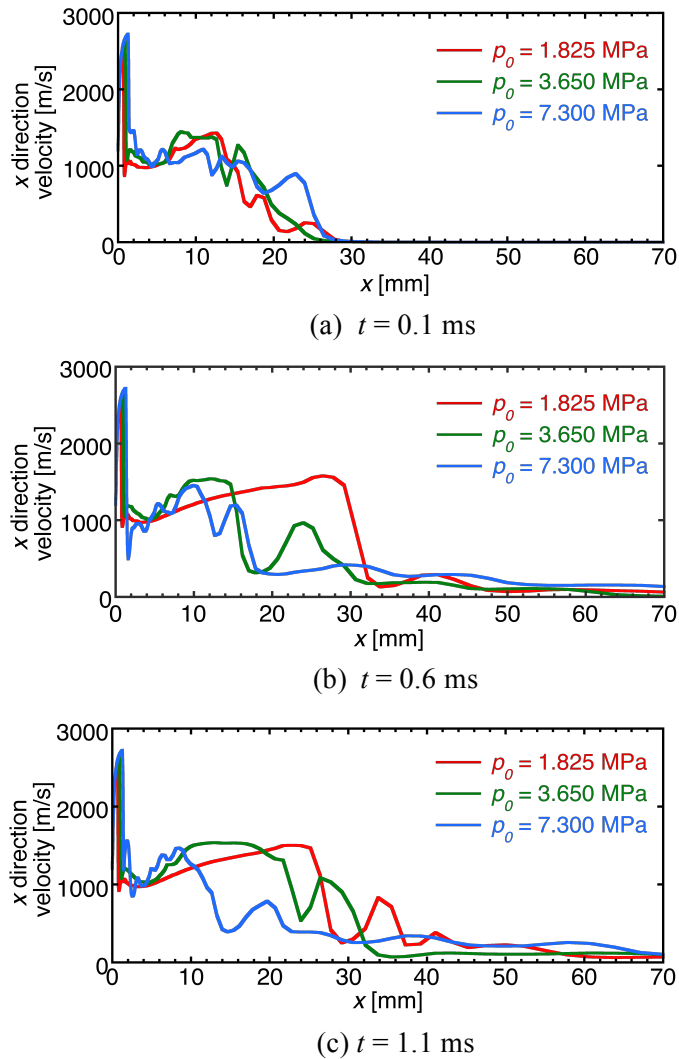 3000
2000
1000
0
x direction
velocity [m/s]
p0 = 1.825 MPa
p0 = 3.650 MPa
p0 = 7.300 MPa
0 10 20 30 40 50 60 70
x [mm]
(a) t = 0.1 ms
3000
2000
1000
0
x direction
velocity [m/s]
p0 = 1.825 MPa
p0 = 3.650 MPa
p0 = 7.300 MPa
0 10 20 30 40 50 60 70
x [mm]
(b) t = 0.6 ms
3000
2000
1000
0
x direction
velocity [m/s]
p0 = 1.825 MPa
p0 = 3.650 MPa
p0 = 7.300 MPa
0 10 20 30 40 50 60 70
x [mm]
(c) t = 1.1 ms